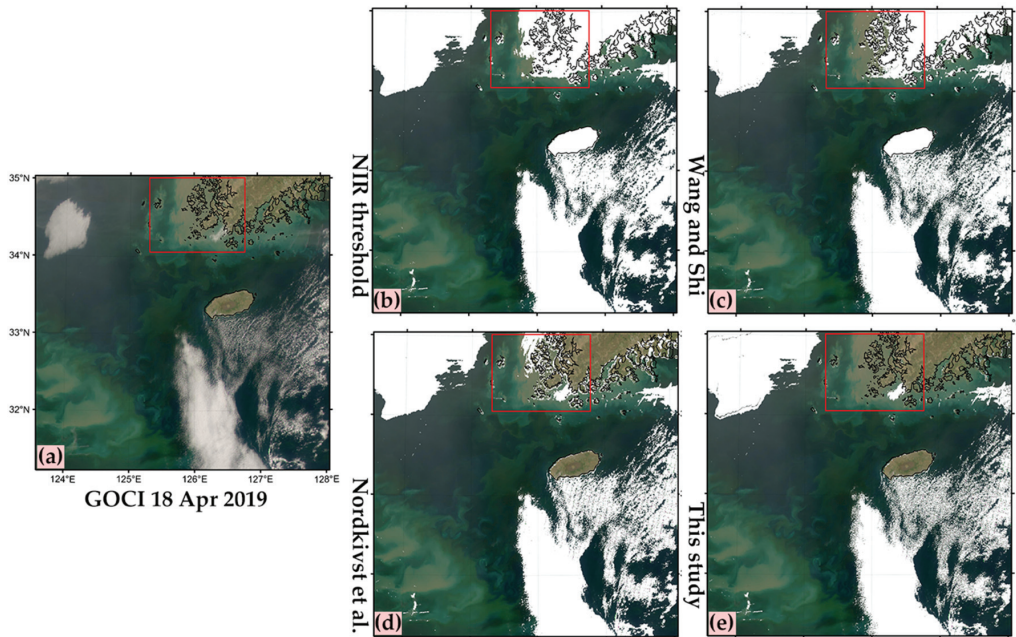 35°N
34°N
33°N
32°N
(a)
124°E 125°E 126°E 127°E 128°E
GOCI 18 Apr 2019
NIR threshold
(b)
Wang and Shi
(c)
Nordkivst et al.
(d)
This study
(e)